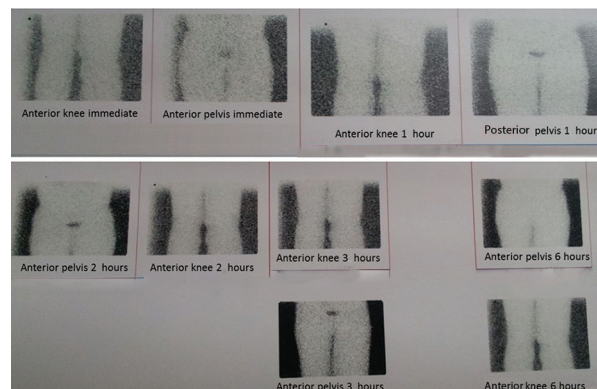 Anterior knee immediate
Anterior pelvis immediate
Anterior knee 1 hour
Posterior pelvis 1 hour
Anterior pelvis 2 hours
Anterior knee 2 hours
Anterior knee 3 hours
Anterior pelvis 6 hours
Anterior pelvis 3 hours
Anterior knee 6 hours